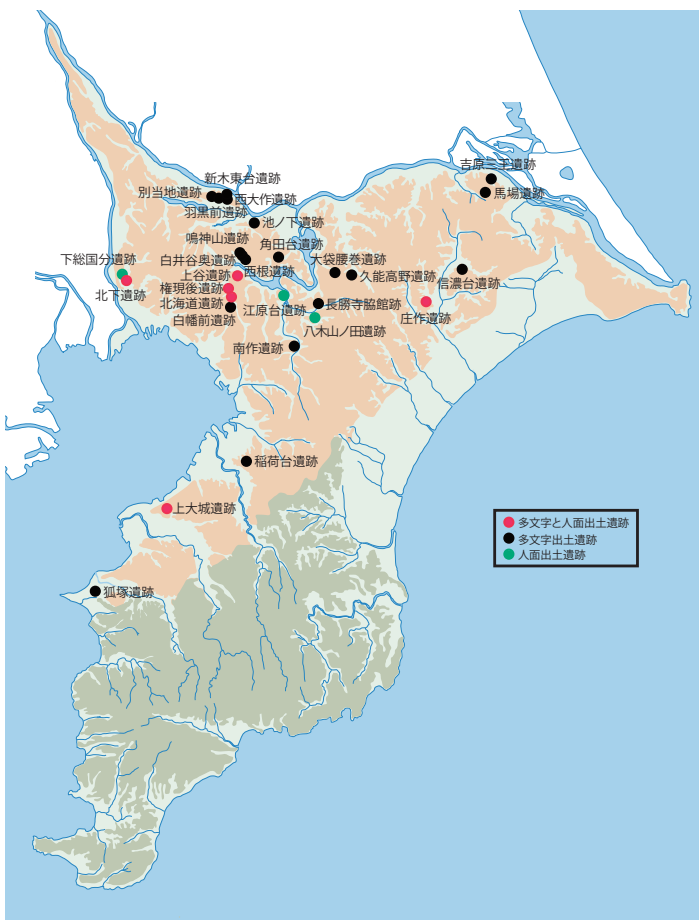 吉原三王遺跡
新木東台遺跡
別当地遺跡
西大作遺跡
馬場遺跡
羽黒前遺跡
池ノ下遺跡
鳴神山遺跡
角田台遺跡
下総国分遺跡
白井谷奥遺跡
大袋腰巻遺跡
西根遺跡
上谷遺跡
久能高野遺跡
信濃台遺跡
北下遺跡
権現後遺跡
北海道遺跡
江原台遺跡
長勝寺脇館跡
庄作遺跡
白幡前遺跡
八木山ノ田遺跡
南作遺跡
稲荷台遺跡
上大城遺跡
多文字と人面出土遺跡
多文字出土遺跡
人面出土遺跡
狐塚遺跡